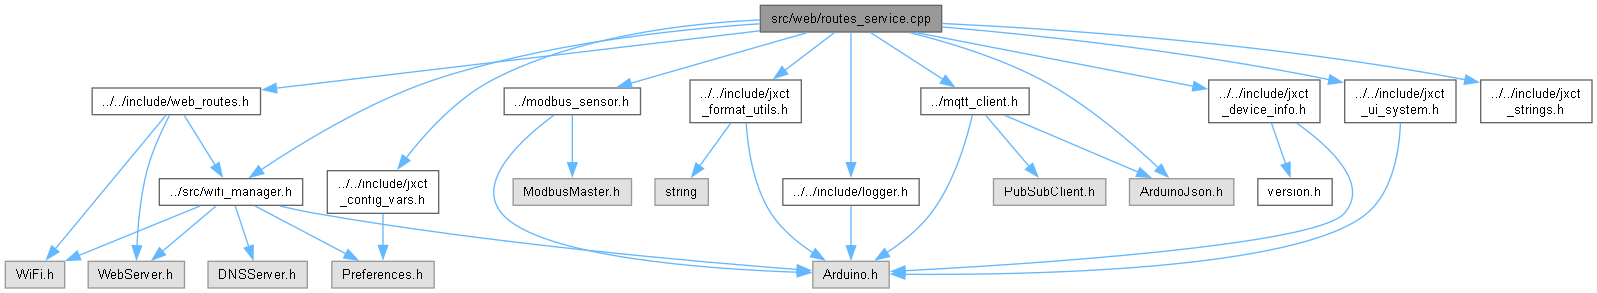 src/web/routes_service.cpp
../../include/web_routes.h
../modbus_sensor.h
../../include/jxct
_format_utils.h
../mqtt_client.h
../../include/jxct
_device_info.h
../../include/jxct
_ui_system.h
../../include/jxct
_strings.h
../src/wifi_manager.h
../../include/jxct
_config_vars.h
ModbusMaster.h
string
../../include/logger.h
PubSubClient.h
ArduinoJson.h
version.h
WiFi.h
WebServer.h
DNSServer.h
Preferences.h
Arduino.h